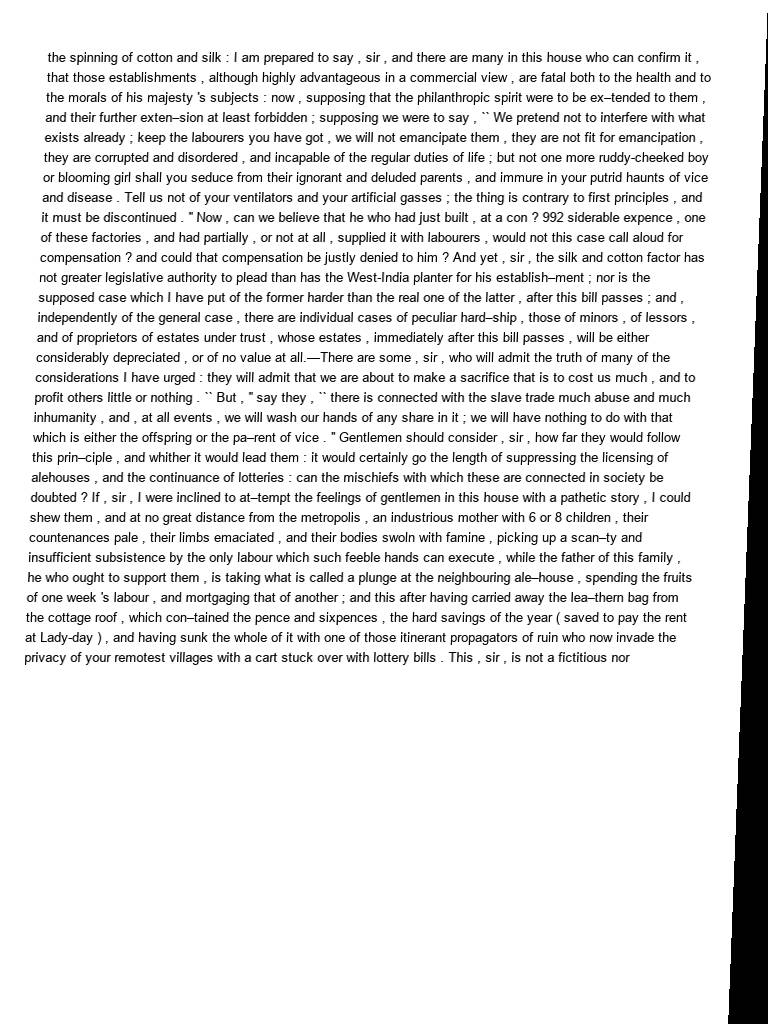 the spinning of cotton and silk : I am prepared to say , sir , and there are many in this house who can confirm it ,
that those establishments , although highly advantageous in a commercial view , are fatal both to the health and to
the morals of his majesty 's subjects : now , supposing that the philanthropic spirit were to be ex–tended to them ,
and their further exten–sion at least forbidden ; supposing we were to say , `` We pretend not to interfere with what
exists already ; keep the labourers you have got , we will not emancipate them , they are not fit for emancipation ,
they are corrupted and disordered , and incapable of the regular duties of life ; but not one more ruddy-cheeked boy
or blooming girl shall you seduce from their ignorant and deluded parents , and immure in your putrid haunts of vice
and disease . Tell us not of your ventilators and your artificial gasses ; the thing is contrary to first principles , and
it must be discontinued . " Now , can we believe that he who had just built , at a con ? 992 siderable expence , one
of these factories , and had partially , or not at all , supplied it with labourers , would not this case call aloud for
compensation ? and could that compensation be justly denied to him ? And yet , sir , the silk and cotton factor has
not greater legislative authority to plead than has the West-India planter for his establish–ment ; nor is the
supposed case which I have put of the former harder than the real one of the latter , after this bill passes ; and ,
independently of the general case , there are individual cases of peculiar hard–ship , those of minors , of lessors ,
and of proprietors of estates under trust , whose estates , immediately after this bill passes , will be either
considerably depreciated , or of no value at all.—There are some , sir , who will admit the truth of many of the
considerations I have urged : they will admit that we are about to make a sacrifice that is to cost us much , and to
profit others little or nothing . `` But , " say they , `` there is connected with the slave trade much abuse and much
inhumanity , and , at all events , we will wash our hands of any share in it ; we will have nothing to do with that
which is either the offspring or the pa–rent of vice . " Gentlemen should consider , sir , how far they would follow
this prin–ciple , and whither it would lead them : it would certainly go the length of suppressing the licensing of
alehouses , and the continuance of lotteries : can the mischiefs with which these are connected in society be
doubted ? If , sir , I were inclined to at–tempt the feelings of gentlemen in this house with a pathetic story , I could
shew them , and at no great distance from the metropolis , an industrious mother with 6 or 8 children , their
countenances pale , their limbs emaciated , and their bodies swoln with famine , picking up a scan–ty and
insufficient subsistence by the only labour which such feeble hands can execute , while the father of this family ,
he who ought to support them , is taking what is called a plunge at the neighbouring ale–house , spending the fruits
of one week 's labour , and mortgaging that of another ; and this after having carried away the lea–thern bag from
the cottage roof , which con–tained the pence and sixpences , the hard savings of the year ( saved to pay the rent
at Lady-day ) , and having sunk the whole of it with one of those itinerant propagators of ruin who now invade the
privacy of your remotest villages with a cart stuck over with lottery bills . This , sir , is not a fictitious nor